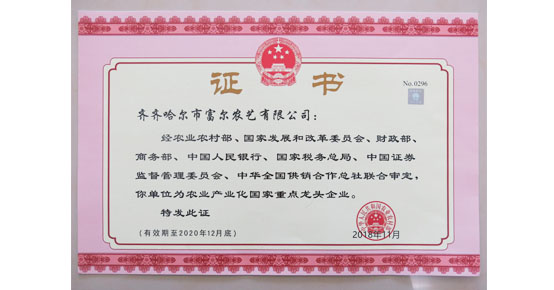 证书
No.0296
齐齐哈尔市富尔农艺有限公司：
经农业农村部、国家发展和改革委员会、财政部、
商务部、中国人民银行、国家税务总局、中国证券
监督管理委员会、中华全国供销合作总社联合审定，
你单位为农业产业化国家重点龙头企业。
特发此证
(有效期至2020年12月底)
2018年11月